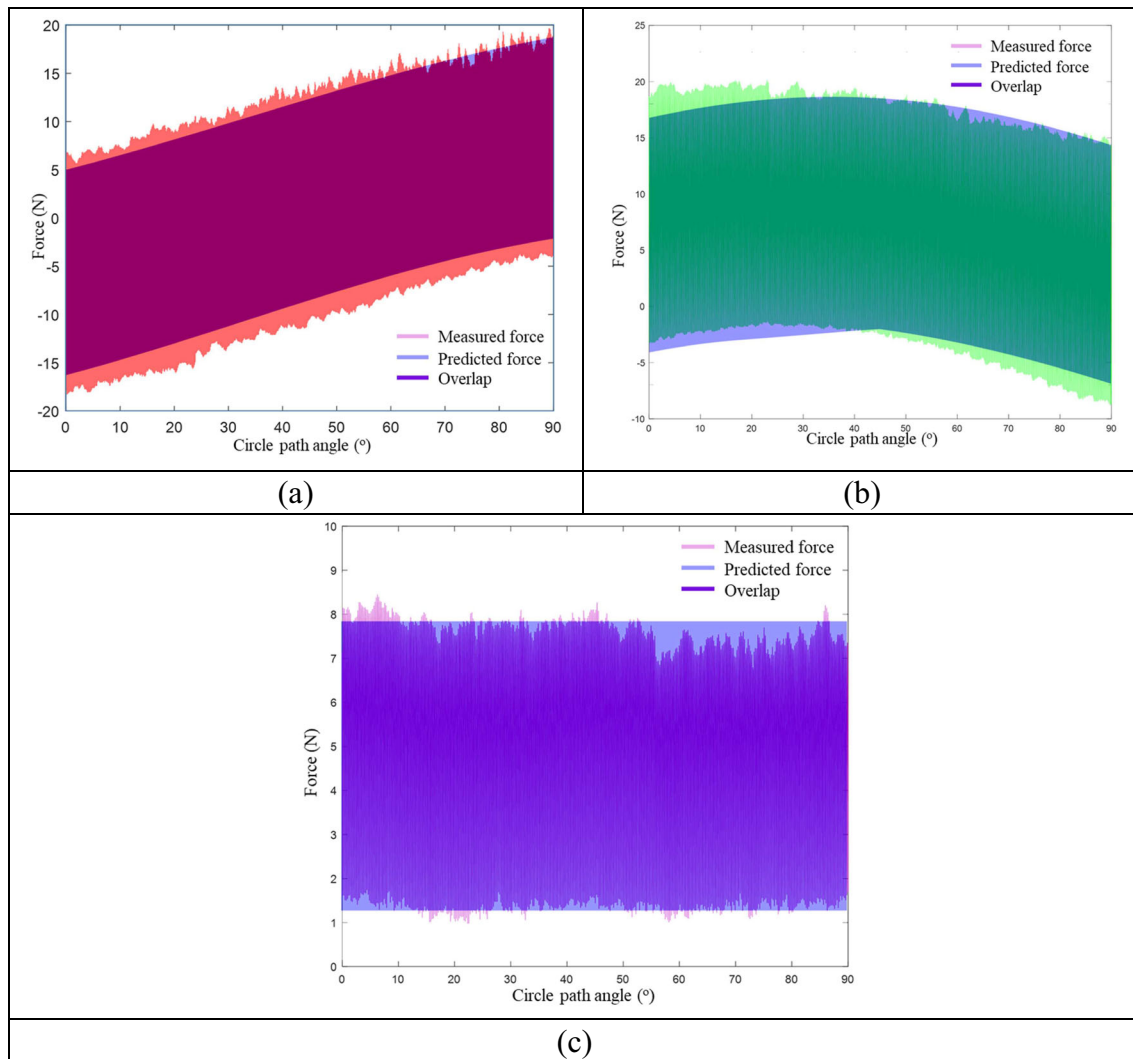 20
15
10
5
0
-5
-10
-15
-20
Force (N)
Measured force
Predicted force
Overlap
0 10 20 30 40 50 60 70 80 90
Circle path angle (º)
25
20
15
10
5
0
-5
-10
Force (N)
Measured force
Predicted force
Overlap
0 10 20 30 40 50 60 70 80 90
Circle path angle (º)
(a)
(b)
10
9
8
7
6
5
4
3
2
1
0
Force (N)
Measured force
Predicted force
Overlap
0 10 20 30 40 50 60 70 80 90
Circle path angle (º)
(c)